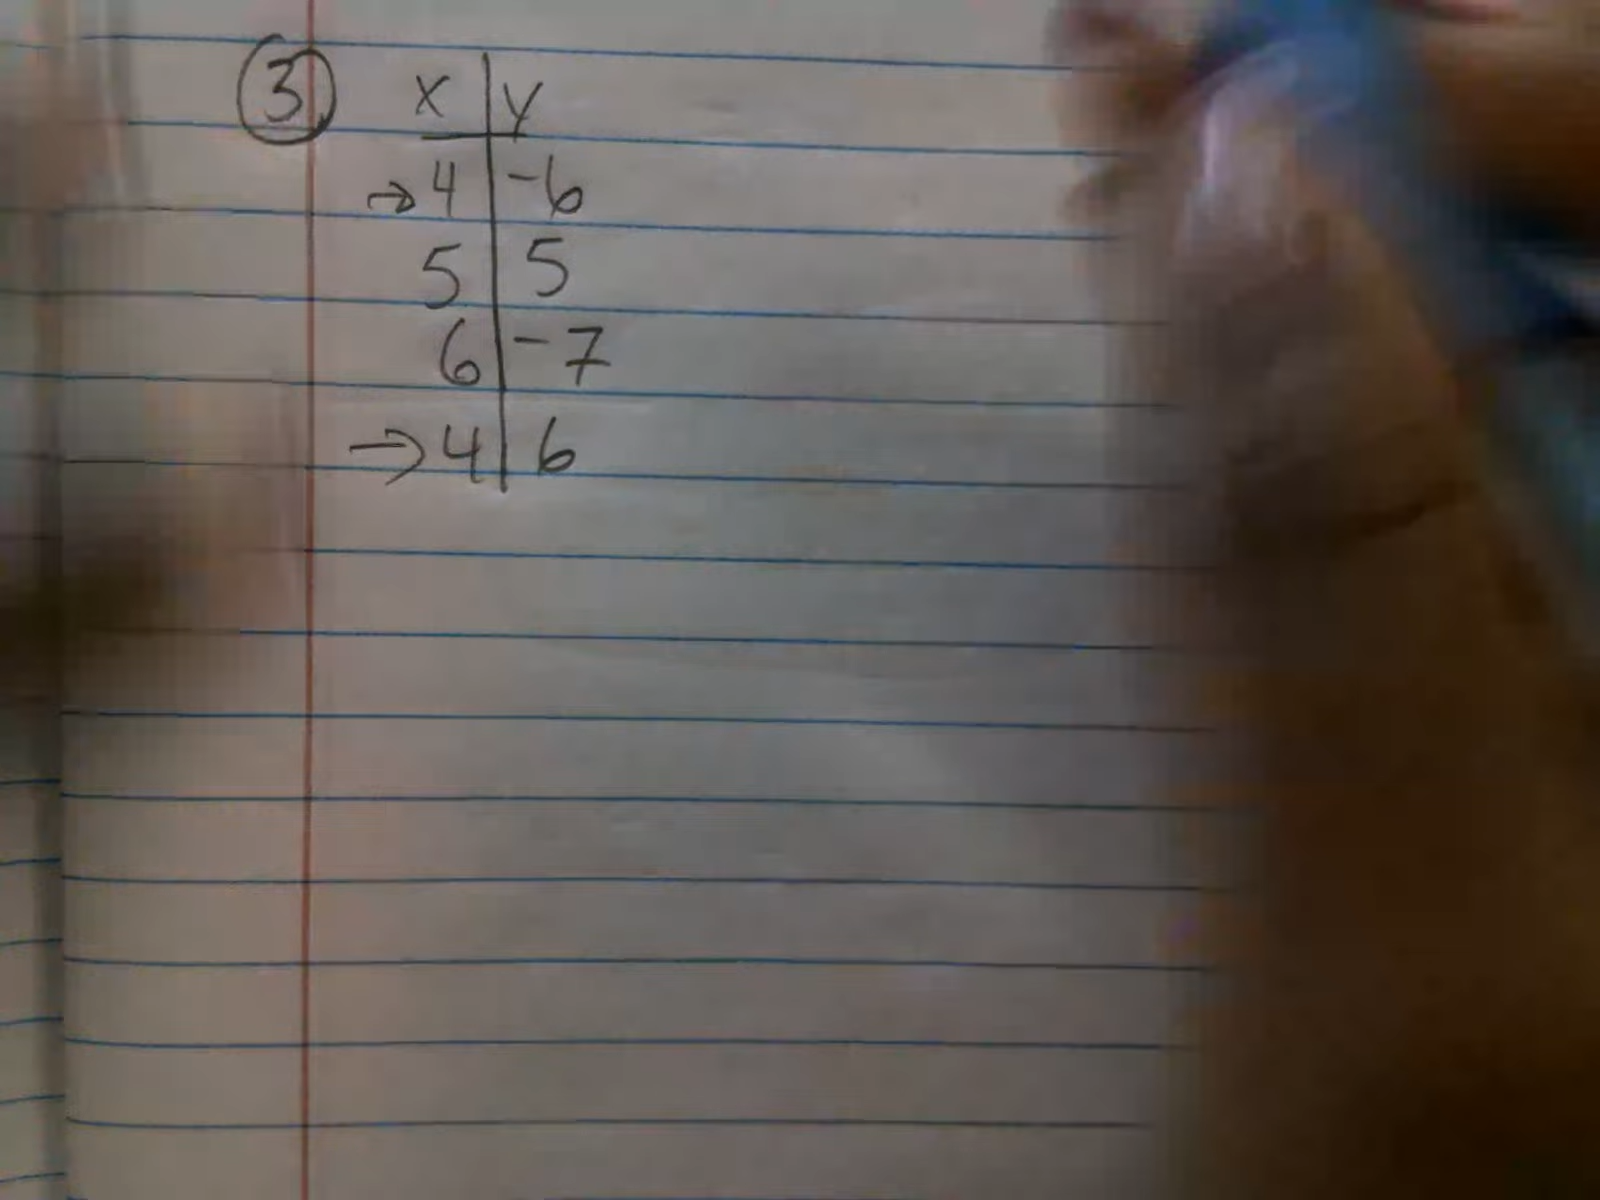 ③ x | y
→ 4 | -6
5 | 5
6 | -7
→ 4 | 6